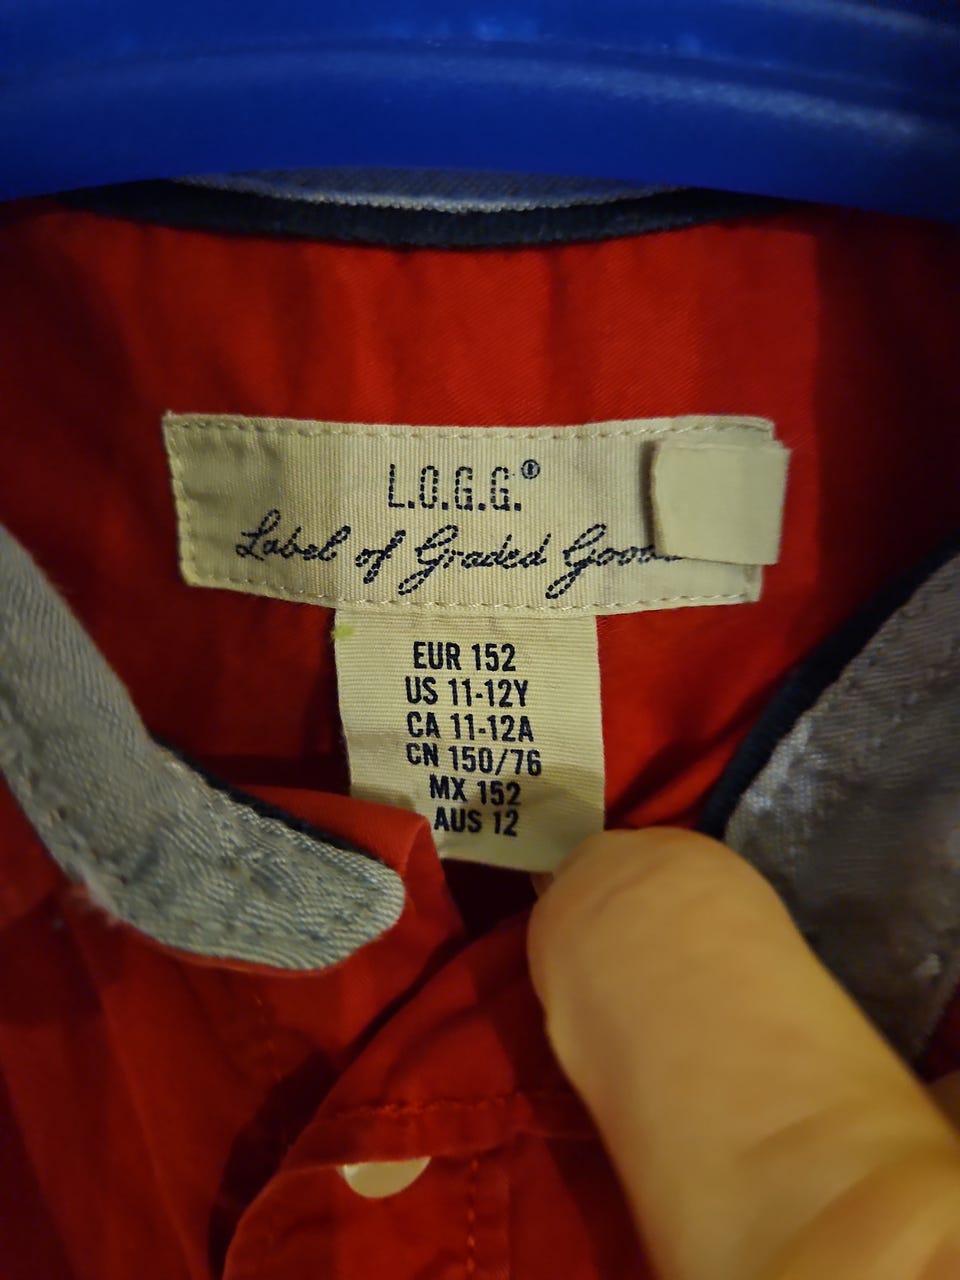 L.O.G.G.®
Label of Graded
EUR 152
US 11-12Y
CA 11-12A
CN 150/76
MX 152
AUS 12